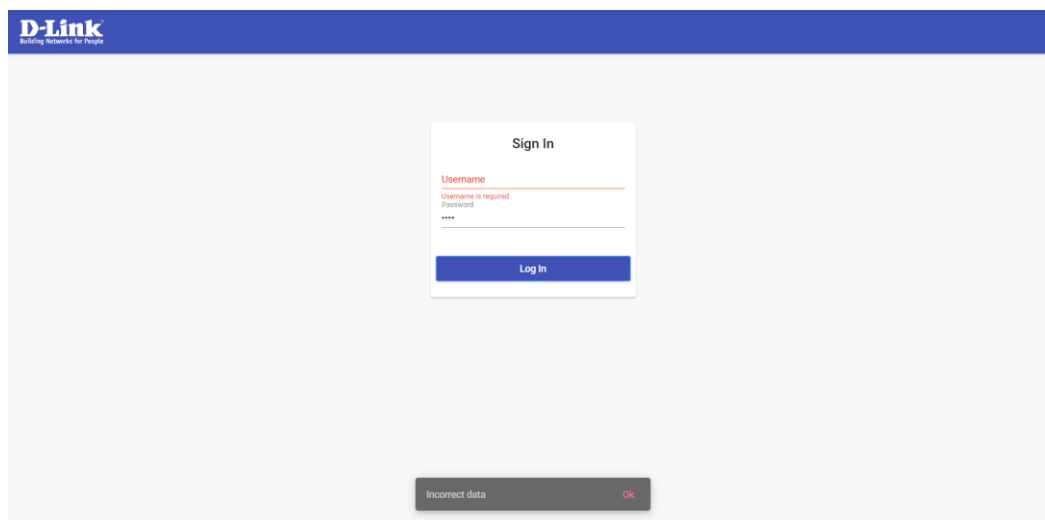 D-Link
Building Networks for People
Sign In
Username
Username is required
Password
••••
Log In
Incorrect data Ok